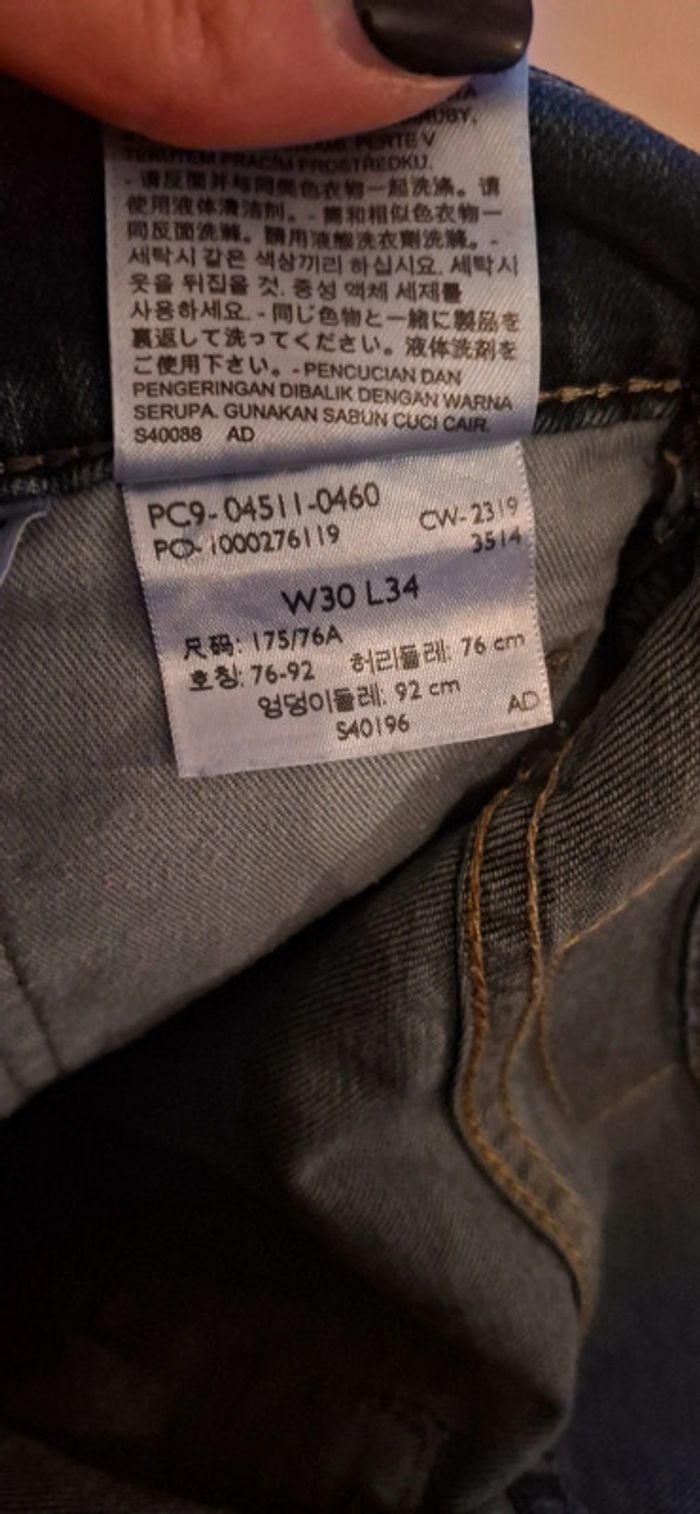 RUBY,
PERTE V
TEKUTÉM PRACÍM PROSTŘEDKU.
- 请反面并与同类色衣物一起洗涤。请
使用液体清洁剂。- 需和相似色衣物一
同反面洗滌。請用液態洗衣劑洗滌。-
세탁시 같은 색상끼리 하십시요. 세탁시
옷을 뒤집을 것. 중성 액체 세제를
사용하세요. - 同じ色物と一緒に製品を
裏返して洗ってください。液体洗剤を
ご使用下さい。- PENCUCIAN DAN
PENGERINGAN DIBALIK DENGAN WARNA
SERUPA. GUNAKAN SABUN CUCI CAIR.
S40088 AD
PC9-04511-0460
PO-1000276119 CW-2319
3514
W30 L34
尺码: 175/76A
호칭: 76-92 허리둘레: 76 cm
엉덩이둘레: 92 cm
S40196 AD